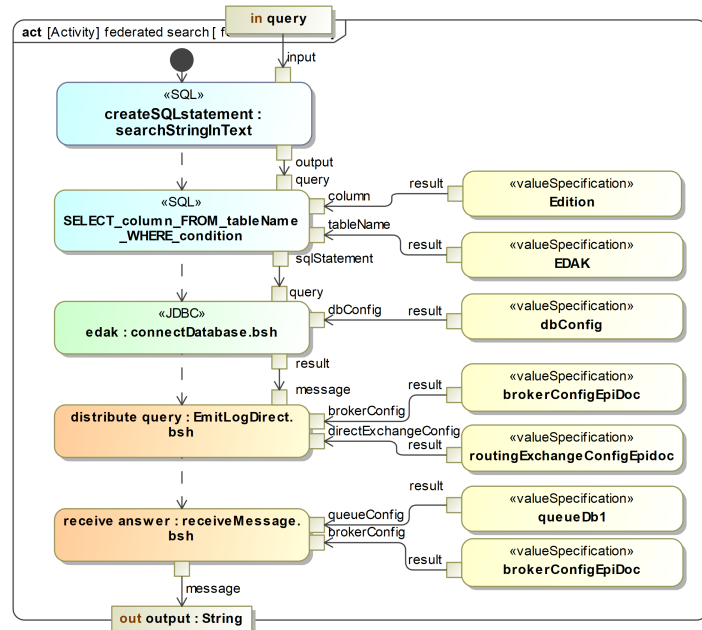 in query
act [Activity] federated search [ f
input
«SQL»
createSQLstatement :
searchStringInText
output
query
«SQL»
SELECT_column_FROM_tableName
_WHERE_condition
column
result
«valueSpecification»
Edition
tableName
result
«valueSpecification»
EDAK
sqlStatement
query
«JDBC»
edak : connectDatabase.bsh
dbConfig
result
«valueSpecification»
dbConfig
result
message
distribute query : EmitLogDirect.
bsh
brokerConfig
result
«valueSpecification»
brokerConfigEpiDoc
directExchangeConfig
result
«valueSpecification»
routingExchangeConfigEpidoc
receive answer : receiveMessage.
bsh
queueConfig
result
«valueSpecification»
queueDb1
brokerConfig
result
«valueSpecification»
brokerConfigEpiDoc
message
out output : String